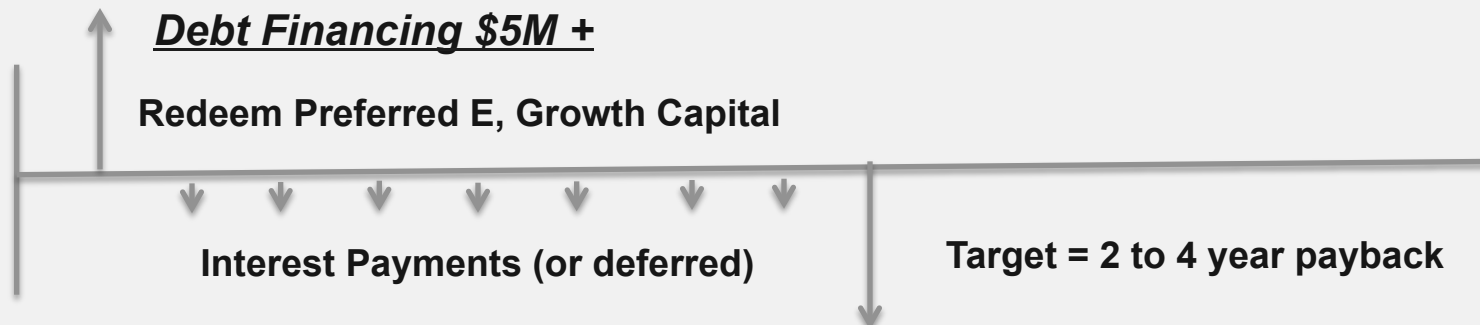 Debt Financing $5M +
Redeem Preferred E, Growth Capital
Interest Payments (or deferred)
Target = 2 to 4 year payback